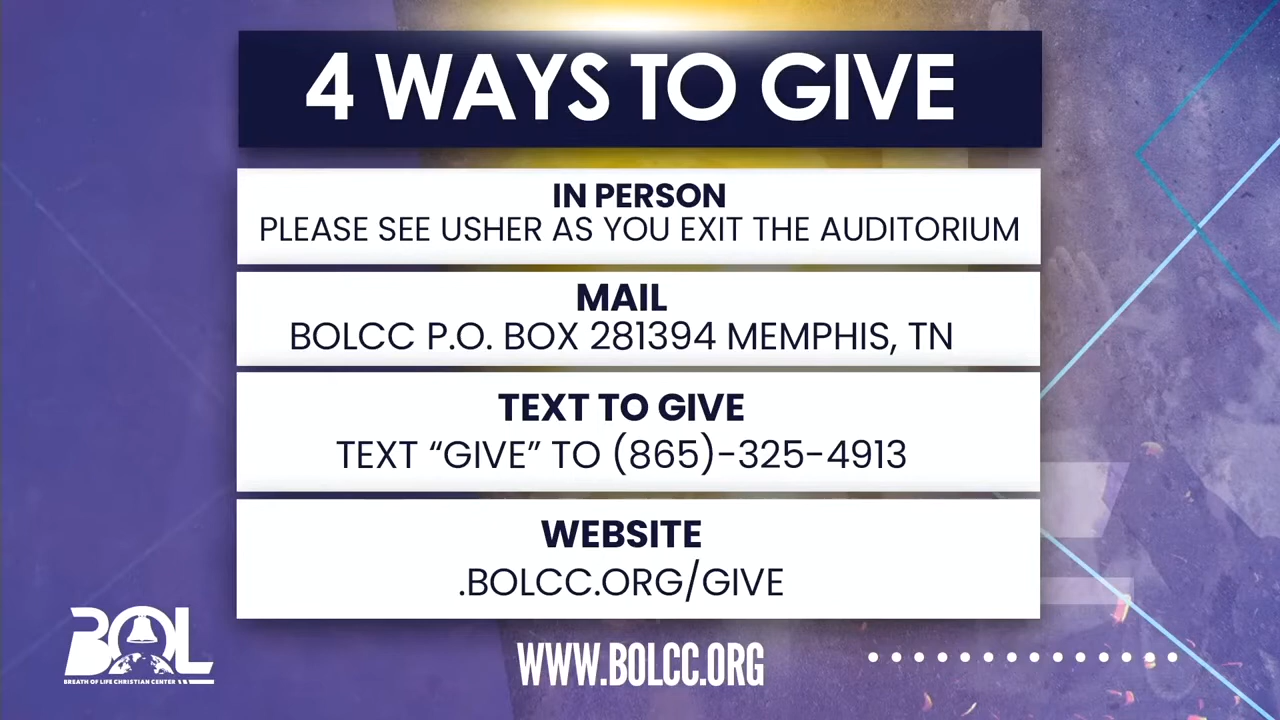 4 WAYS TO GIVE
IN PERSON
PLEASE SEE USHER AS YOU EXIT THE AUDITORIUM
MAIL
BOLCC P.O. BOX 281394 MEMPHIS, TN
TEXT TO GIVE
TEXT “GIVE” TO (865)-325-4913
WEBSITE
.BOLCC.ORG/GIVE
BOL
BREATH OF LIFE CHRISTIAN CENTER
WWW.BOLCC.ORG